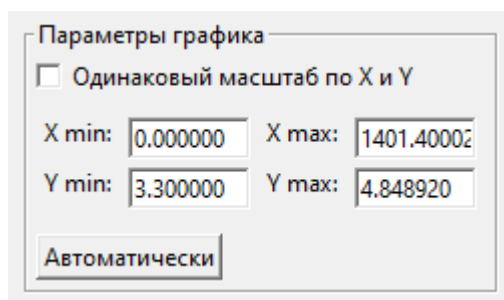 Параметры графика
Одинаковый масштаб по X и Y
X min: 0.000000 X max: 1401.40002
Y min: 3.300000 Y max: 4.848920
Автоматически